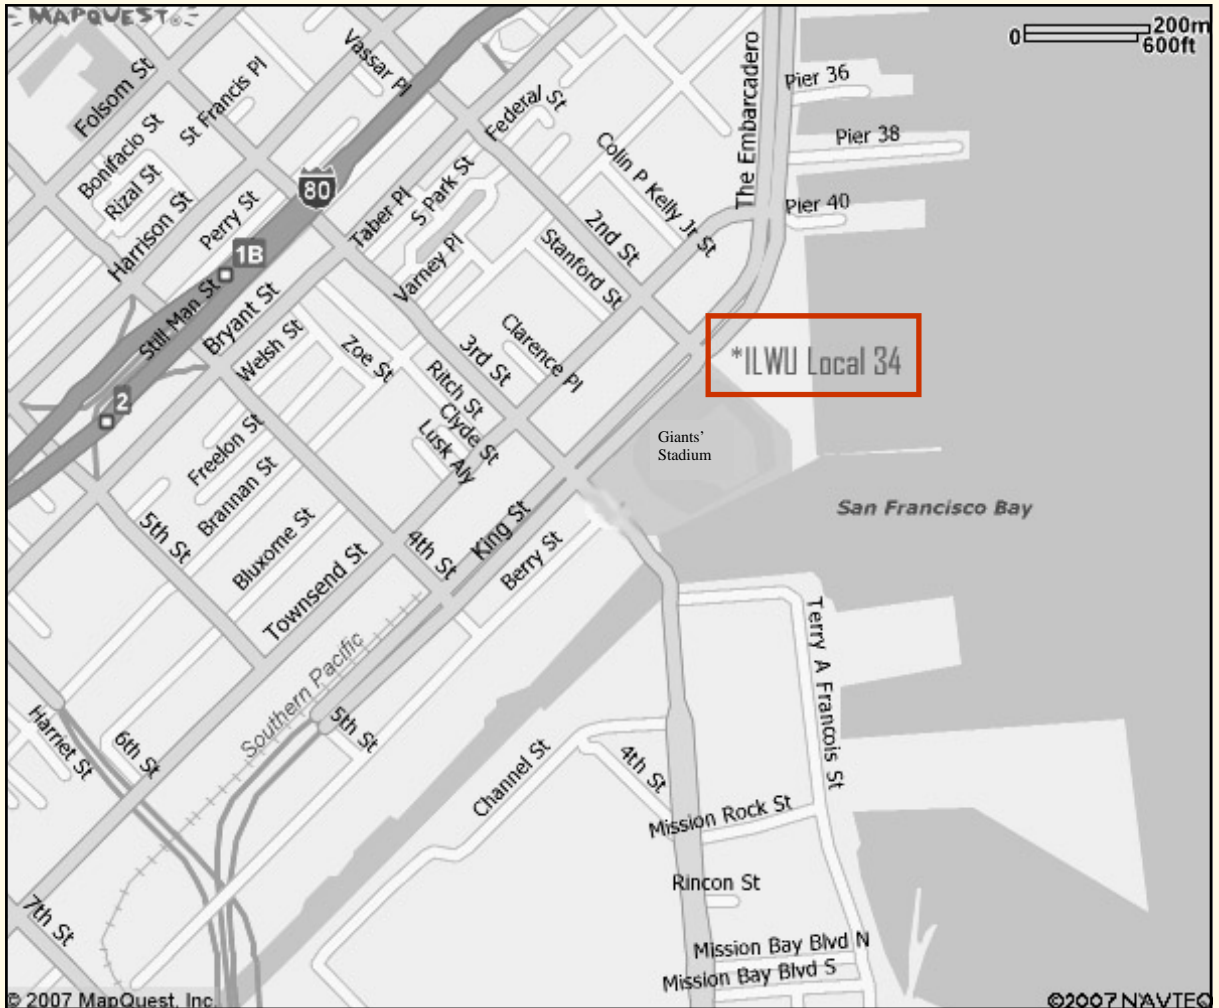 MAPQUEST
0 200m
600ft
Folsom St
St Francis Pl
Vassar Pl
The Embarcadero
Pier 36
Pier 38
Pier 40
Bonifacio St
Rizal St
Harrison St
Perry St
80
Federal St
Colin P Kelly Jr St
Taber Pl
S Park St
Varney Pl
2nd St
Stanford St
1B
Still Man St
Bryant St
Welsh St
Zoe St
3rd St
Clarence Pl
Ritch St
Clyde St
Lusk Aly
*ILWU Local 34
2
Giants’
Stadium
Freelon St
Brannan St
Bluxome St
5th St
Townsend St
4th St
King St
Berry St
San Francisco Bay
Southern Pacific
Terry A Francois St
Harriet St
6th St
5th St
Channel St
4th St
Mission Rock St
Rincon St
7th St
Mission Bay Blvd N
Mission Bay Blvd S
© 2007 MapQuest, Inc.
©2007 NAVTEQ